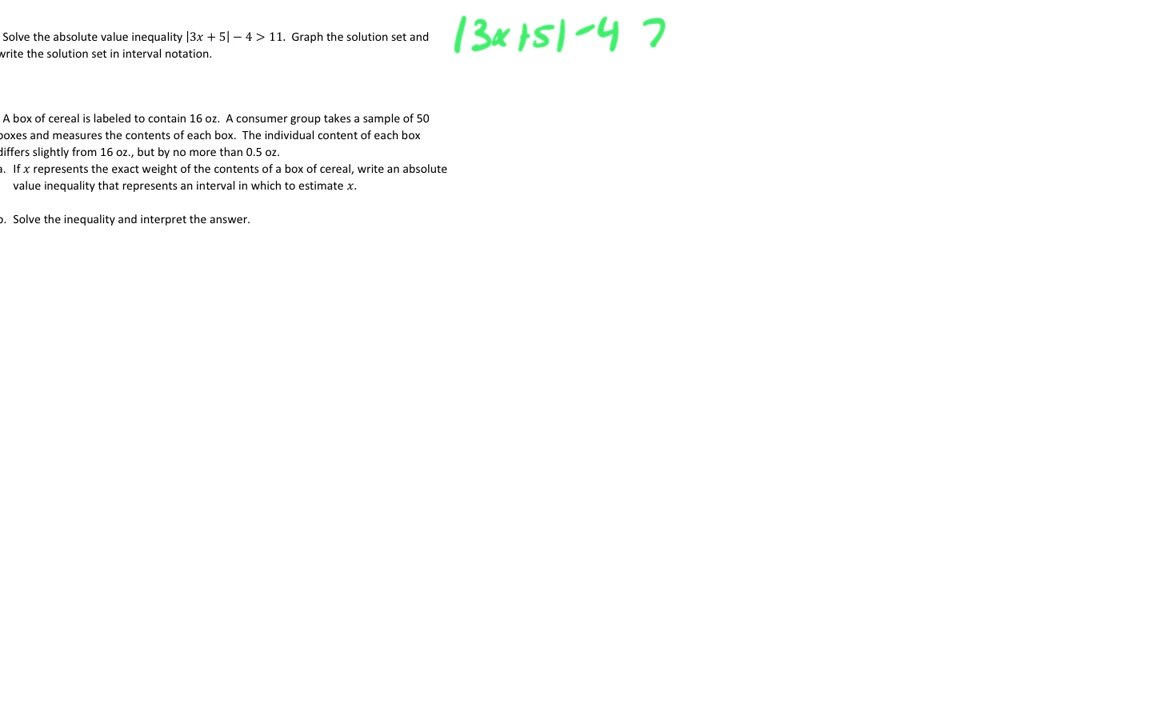 Solve the absolute value inequality |3x + 5| − 4 > 11.  Graph the solution set and
write the solution set in interval notation.
|3x+5|-4 >
A box of cereal is labeled to contain 16 oz.  A consumer group takes a sample of 50
boxes and measures the contents of each box.  The individual content of each box
differs slightly from 16 oz., but by no more than 0.5 oz.
a.  If x represents the exact weight of the contents of a box of cereal, write an absolute
value inequality that represents an interval in which to estimate x.
b.  Solve the inequality and interpret the answer.